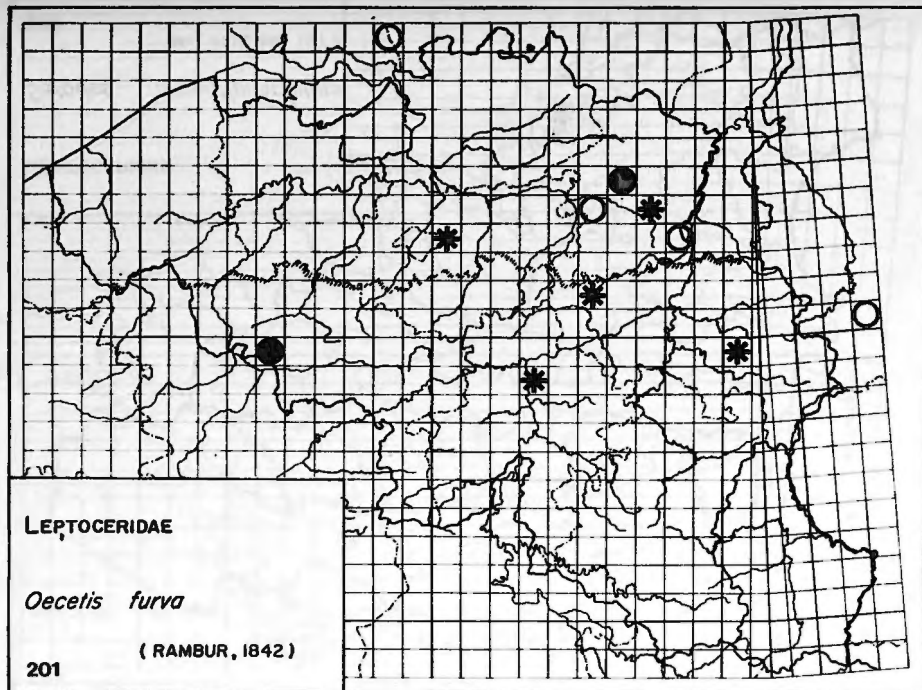 LEPTOCERIDAE
Oecetis furva
(RAMBUR, 1842)
201